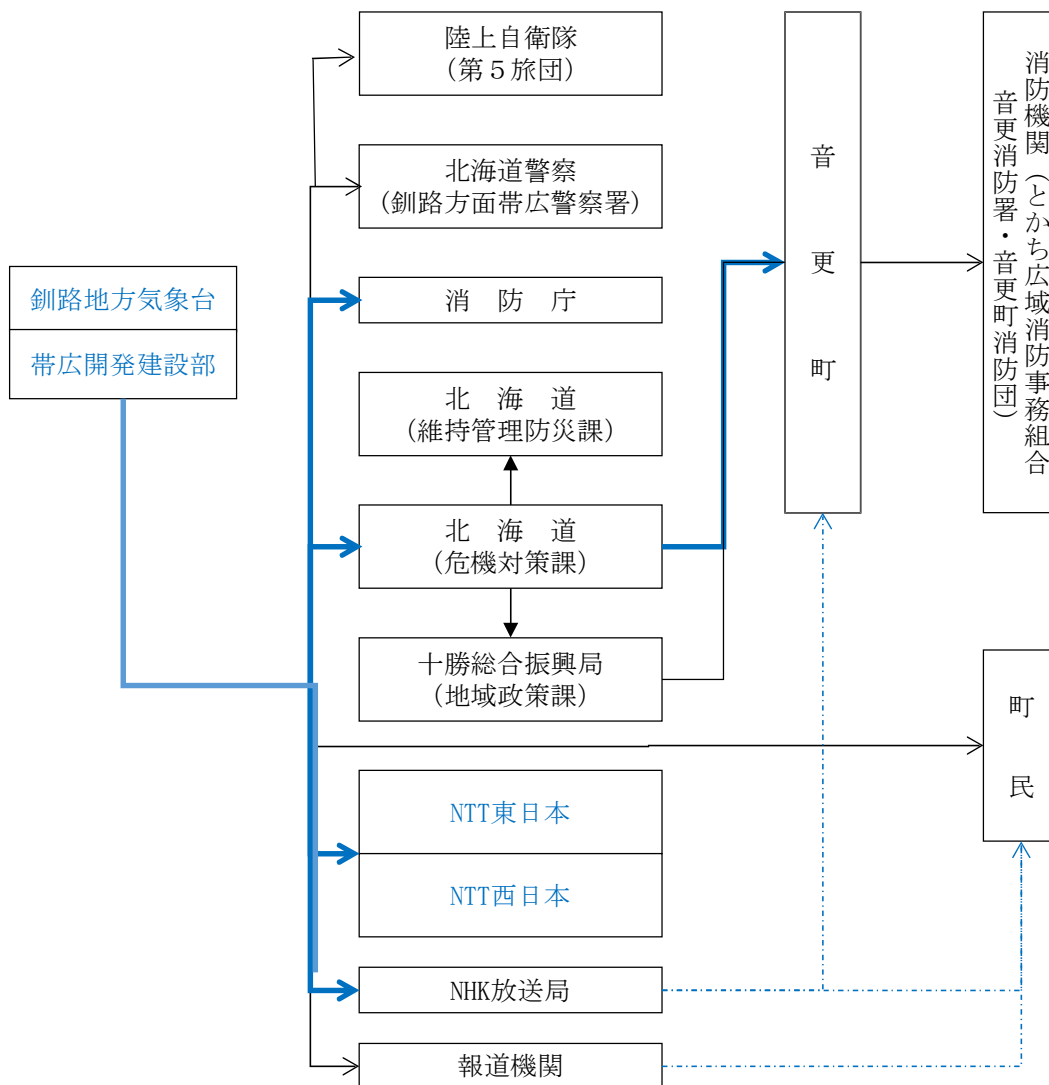 陸上自衛隊
(第５旅団)
北海道警察
(釧路方面帯広警察署)
釧路地方気象台
帯広開発建設部
消　防　庁
北　海　道
(維持管理防災課)
北　海　道
(危機対策課)
十勝総合振興局
(地域政策課)
NTT東日本
NTT西日本
NHK放送局
報道機関
音更町
消防機関（とかち広域消防事務組合
音更消防署・音更町消防団）
町民